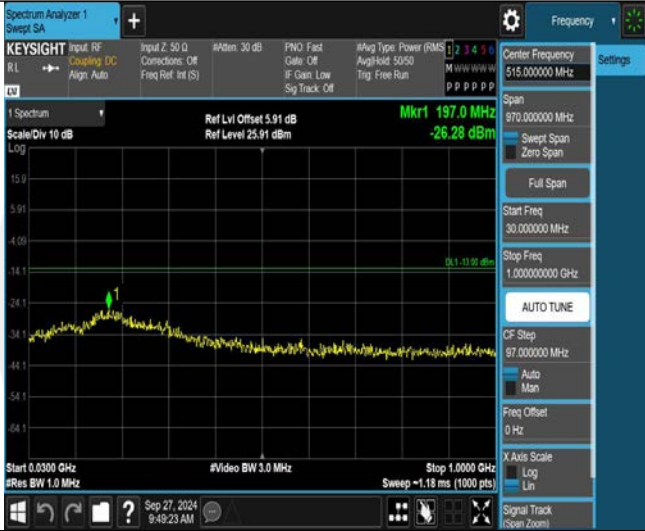 Spectrum Analyzer 1
Swept SA
Frequency
KEYSIGHT
RL
LV
Input: RF
Coupling: DC
Align: Auto
Input Z: 50 Ω
Corrections: Off
Freq Ref: Int (S)
#Atten: 30 dB
PNO: Fast
Gate: Off
IF Gain: Low
Sig Track: Off
#Avg Type: Power (RMS
Avg|Hold: 50/50
Trig: Free Run
1 2 3 4 5 6
M W W W W W
P P P P P P
1 Spectrum
Scale/Div 10 dB
Log
Ref Lvl Offset 5.91 dB
Ref Level 25.91 dBm
Mkr1 197.0 MHz
-26.28 dBm
15.9
5.91
-4.09
-14.1
-24.1
-34.1
-44.1
-54.1
-64.1
DL1 -13.00 dBm
1
Start 0.0300 GHz
#Res BW 1.0 MHz
#Video BW 3.0 MHz
Stop 1.0000 GHz
Sweep ~1.18 ms (1000 pts)
Center Frequency
515.000000 MHz
Settings
Span
970.000000 MHz
Swept Span
Zero Span
Full Span
Start Freq
30.000000 MHz
Stop Freq
1.000000000 GHz
AUTO TUNE
CF Step
97.000000 MHz
Auto
Man
Freq Offset
0 Hz
X Axis Scale
Log
Lin
Signal Track
(Span Zoom)
Sep 27, 2024
9:49:23 AM
?